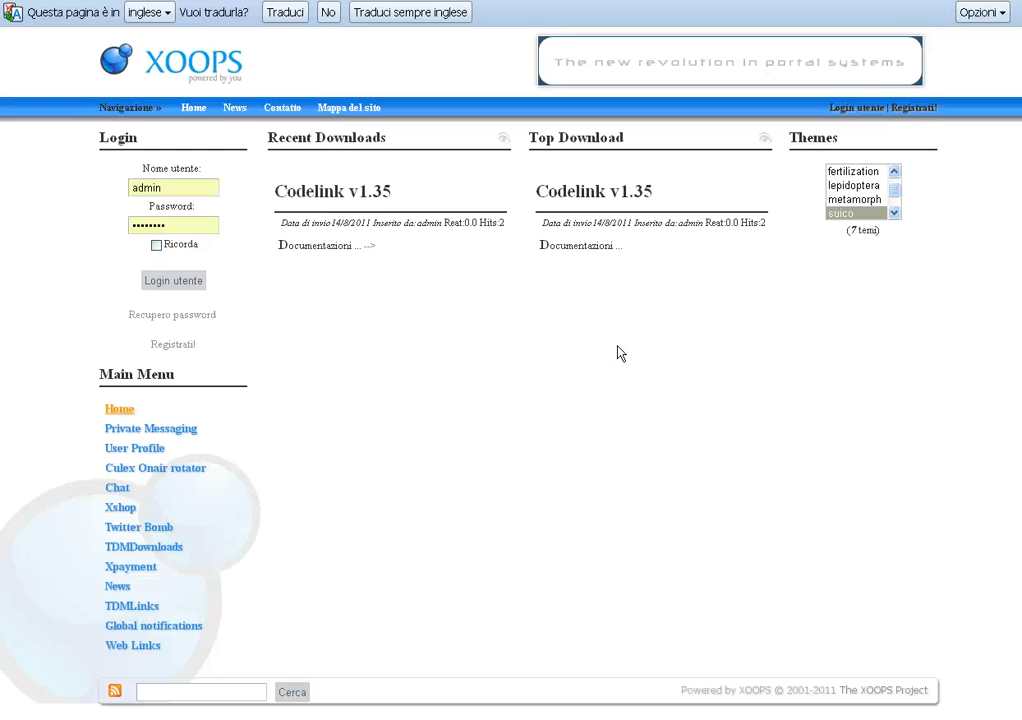 Questa pagina è in inglese Vuoi tradurla? Traduci No Traduci sempre inglese Opzioni
XOOPS
powered by you
The new revolution in portal systems
Navigazione » Home News Contatto Mappa del sito Login utente | Registrati!
Login
Nome utente:
admin
Password:
••••••••
Ricorda
Login utente
Recupero password
Registrati!
Main Menu
Home
Private Messaging
User Profile
Culex Onair rotator
Chat
Xshop
Twitter Bomb
TDMDownloads
Xpayment
News
TDMLinks
Global notifications
Web Links
Recent Downloads
Codelink v1.35
Data di invio14/8/2011 Inserito da: admin Reat:0.0 Hits:2
Documentazioni ... -->
Top Download
Codelink v1.35
Data di invio14/8/2011 Inserito da: admin Reat:0.0 Hits:2
Documentazioni ...
Themes
fertilization
lepidoptera
metamorph
suico
(7 temi)
Cerca
Powered by XOOPS © 2001-2011 The XOOPS Project